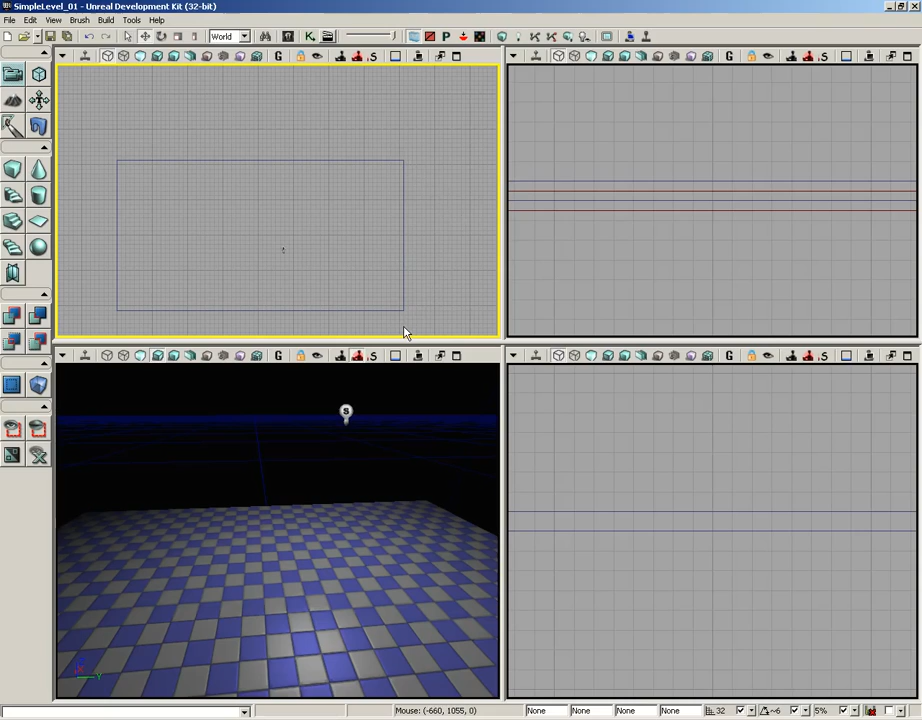 SimpleLevel_01 - Unreal Development Kit (32-bit)
File Edit View Brush Build Tools Help
World K P
G S G S
G S G S
S
X Y
Mouse: (-660, 1055, 0) None None None None 32 ~6 5%